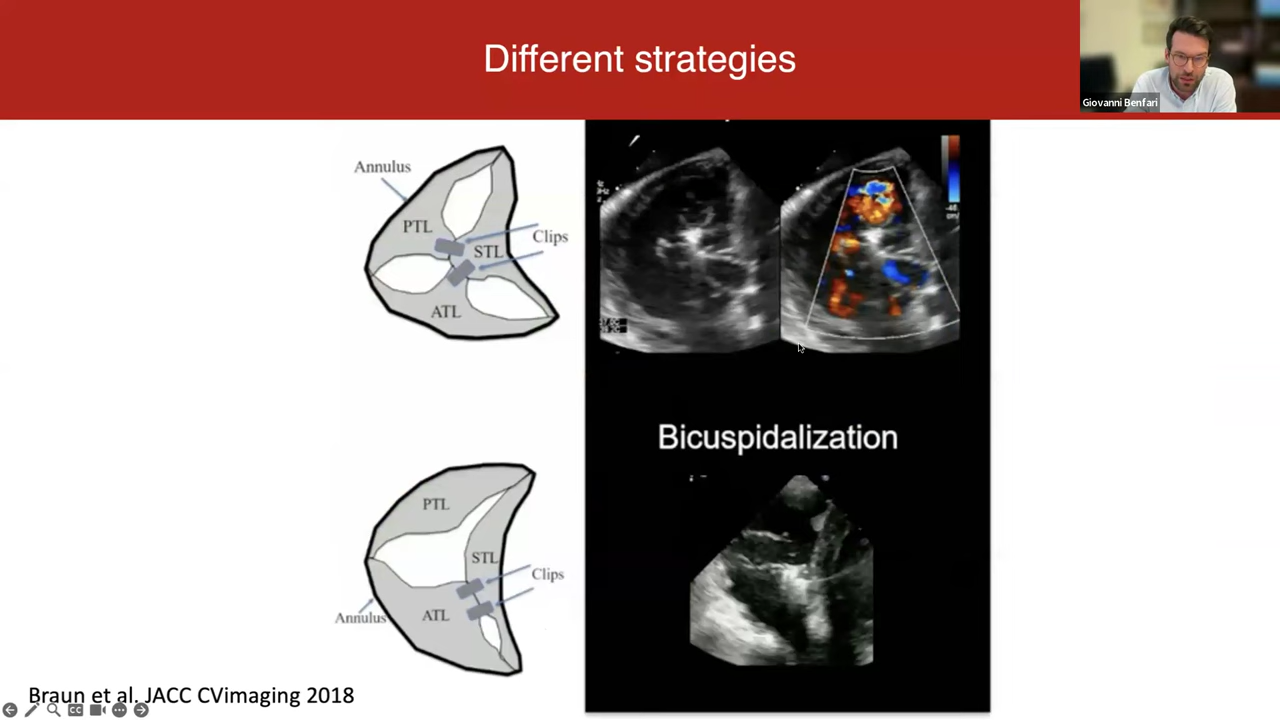 Different strategies
Giovanni Benfari
Annulus
PTL
Clips
STL
ATL
Bicuspidalization
PTL
STL
Clips
ATL
Annulus
Braun et al. JACC CVimaging 2018